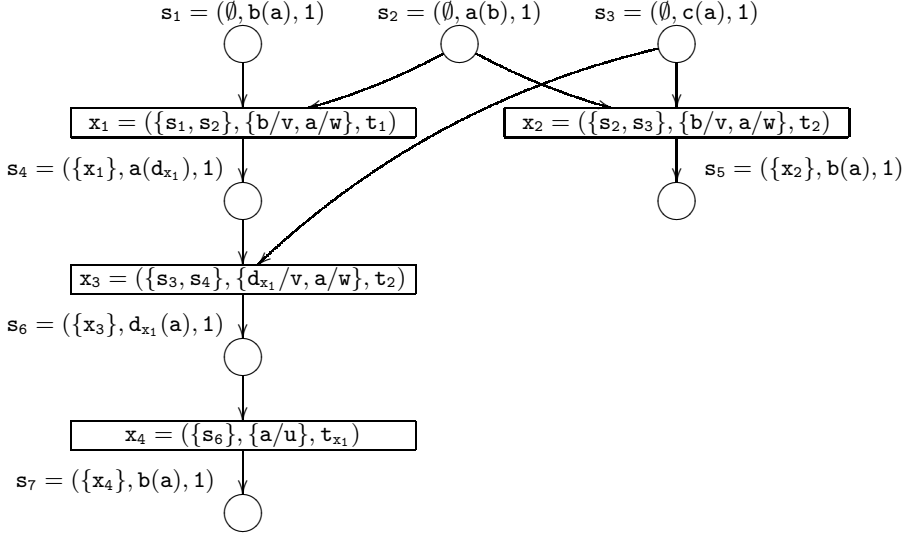 s₁ = (∅, b(a), 1) s₂ = (∅, a(b), 1) s₃ = (∅, c(a), 1)
x₁ = ({s₁, s₂}, {b/v, a/w}, t₁) x₂ = ({s₂, s₃}, {b/v, a/w}, t₂)
s₄ = ({x₁}, a(d_{x₁}), 1) s₅ = ({x₂}, b(a), 1)
x₃ = ({s₃, s₄}, {d_{x₁}/v, a/w}, t₂)
s₆ = ({x₃}, d_{x₁}(a), 1)
x₄ = ({s₆}, {a/u}, t_{x₁})
s₇ = ({x₄}, b(a), 1)